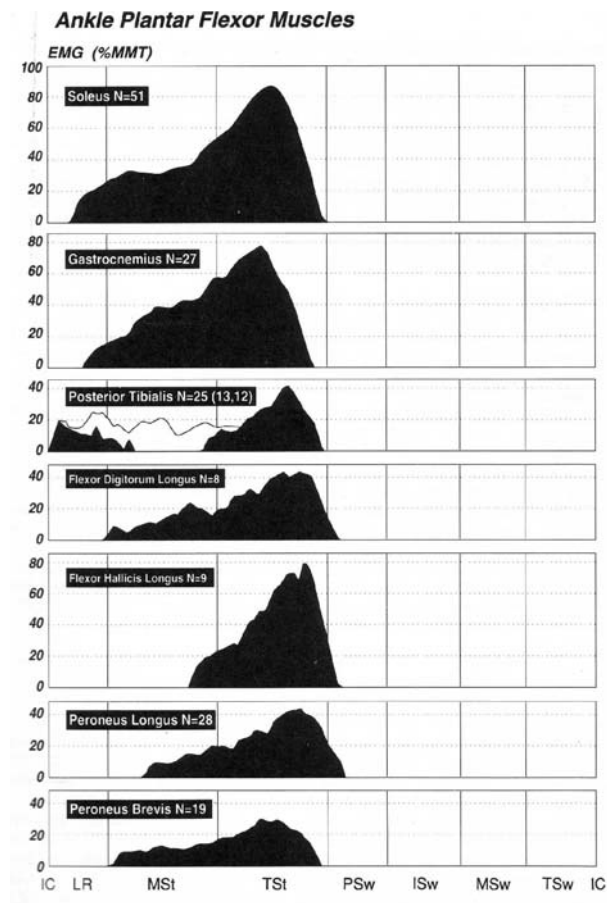 Ankle Plantar Flexor Muscles
EMG (%MMT)
100
80
60
40
20
0
Soleus N=51
80
60
40
20
0
Gastrocnemius N=27
40
20
0
Posterior Tibialis N=25 (13,12)
40
20
0
Flexor Digitorum Longus N=8
80
60
40
20
0
Flexor Hallicis Longus N=9
40
20
0
Peroneus Longus N=28
40
20
0
Peroneus Brevis N=19
IC LR MSt TSt PSw ISw MSw TSw IC